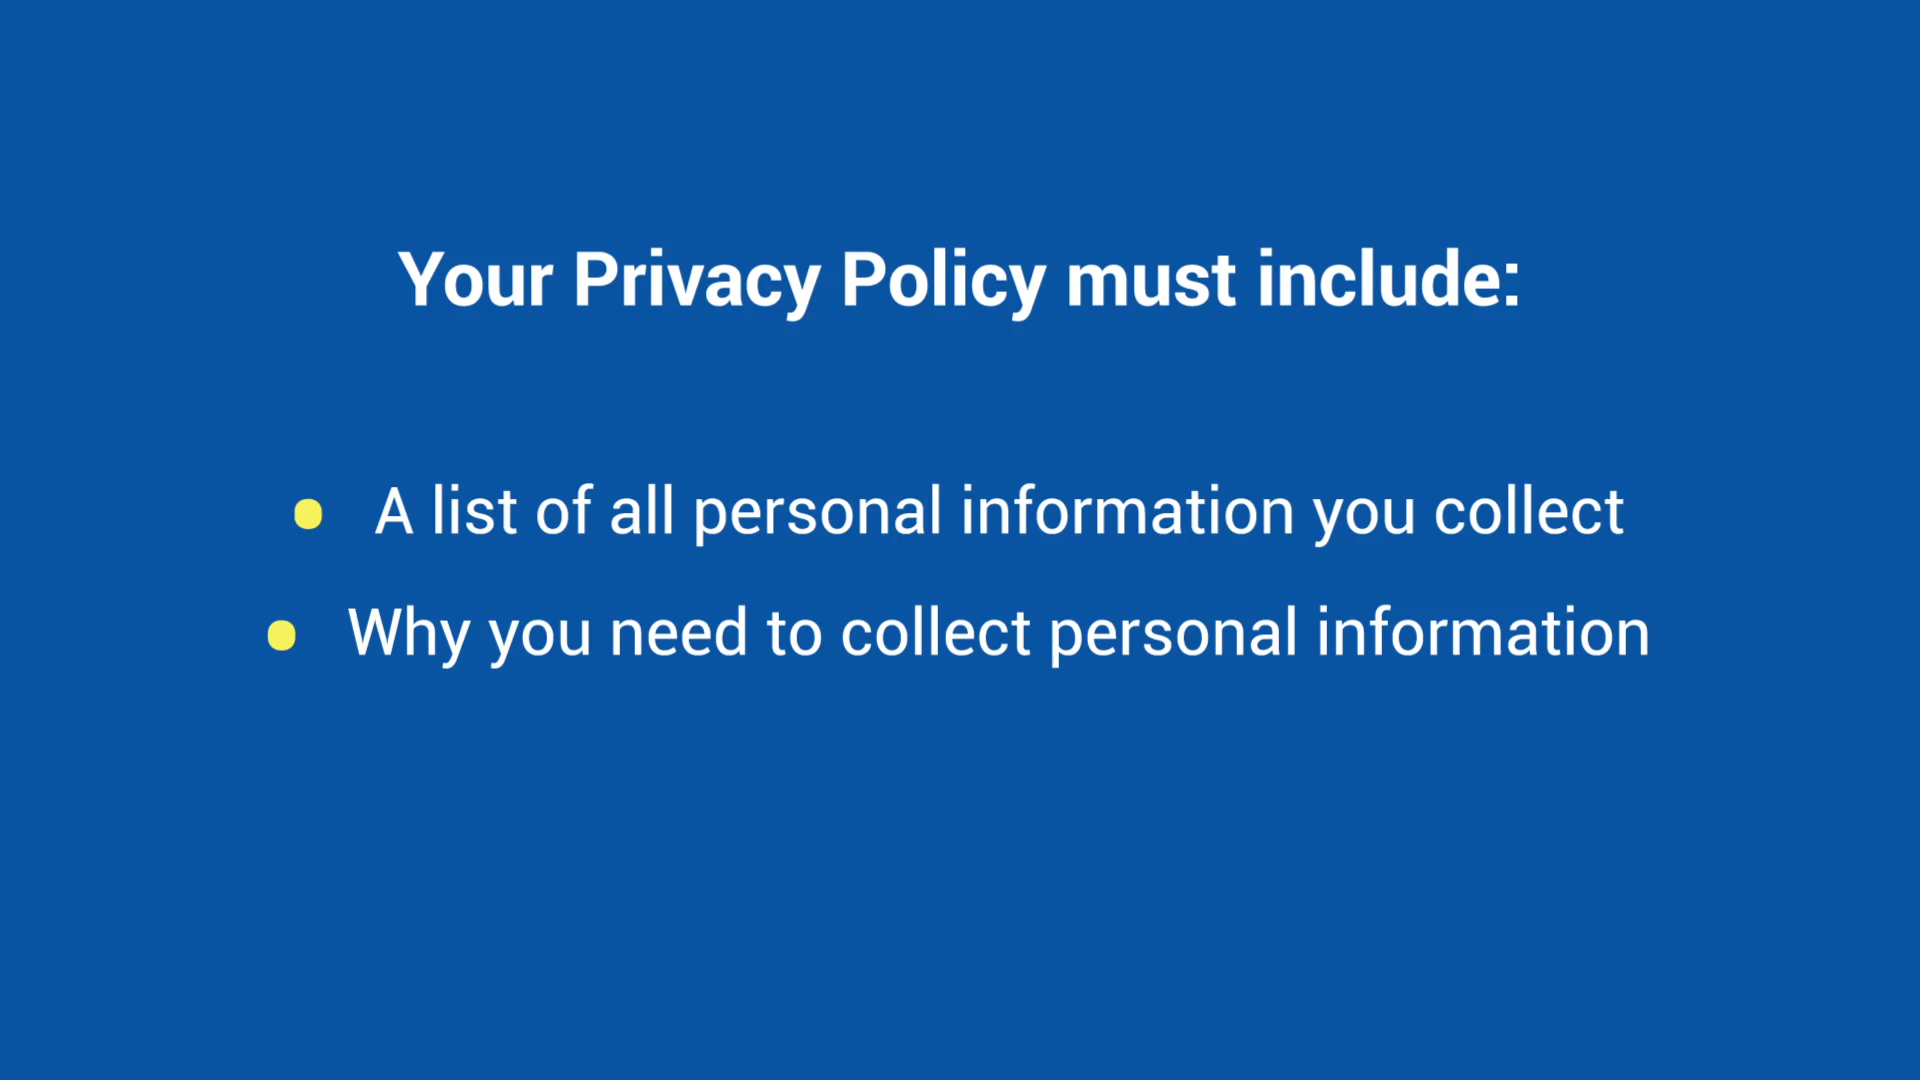 Your Privacy Policy must include:
• A list of all personal information you collect
• Why you need to collect personal information